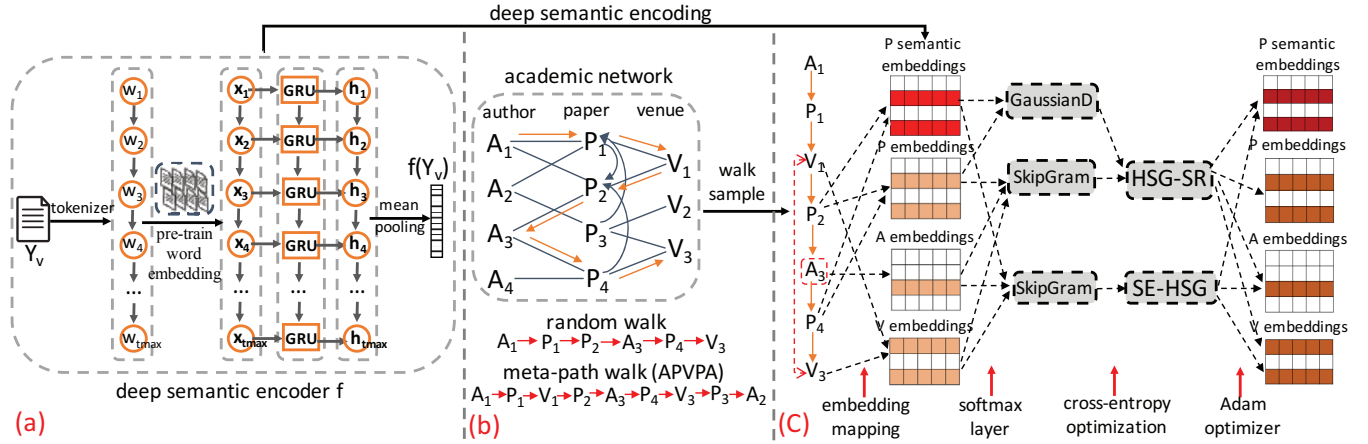 deep semantic encoding
w1
w2
w3
w4
...
wtmax
x1
x2
x3
x4
...
xtmax
GRU
GRU
GRU
GRU
...
GRU
h1
h2
h3
h4
...
htmax
f(Yv)
Yv
tokenizer
pre-train
word
embedding
mean
pooling
deep semantic encoder f
(a)
academic network
author
paper
venue
A1
A2
A3
A4
P1
P2
P3
P4
V1
V2
V3
random walk
A1 → P1 → P2 → A3 → P4 → V3
meta-path walk (APVPA)
A1 → P1 → V1 → P2 → A3 → P4 → V3 → P3 → A2
(b)
walk
sample
A1
P1
V1
P2
A3
P4
V3
P semantic
embeddings
P embeddings
A embeddings
V embeddings
GaussianD
SkipGram
SkipGram
HSG-SR
SE-HSG
P semantic
embeddings
P embeddings
A embeddings
V embeddings
(C)
embedding
mapping
softmax
layer
cross-entropy
optimization
Adam
optimizer